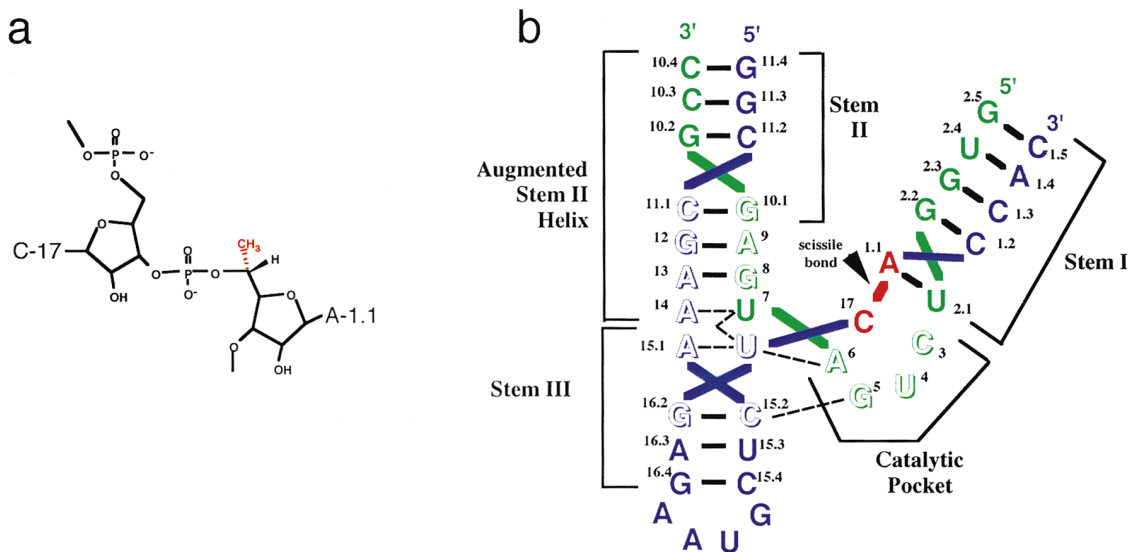 a
O
P
O⁻
O
O
C-17
OH
O
O
P
O⁻
O
CH₃
H
O
A-1.1
O
OH
b
3' 5'
10.4 C G 11.4
10.3 C G 11.3
10.2 G C 11.2
Stem
II
Augmented
Stem II
Helix
11.1 C G 10.1
12 G A 9
13 A G 8
14 A U 7
15.1 A U
Stem III
16.2 G C 15.2
16.3 A U 15.3
16.4 G C 15.4
A G
A A U
5'
2.5 G
3'
2.4 U C 1.5
2.3 G A 1.4
2.2 G C 1.3
1.1 A C 1.2
scissile
bond
17 C
U 2.1
Stem I
A 6
C 3
G 5 U 4
Catalytic
Pocket